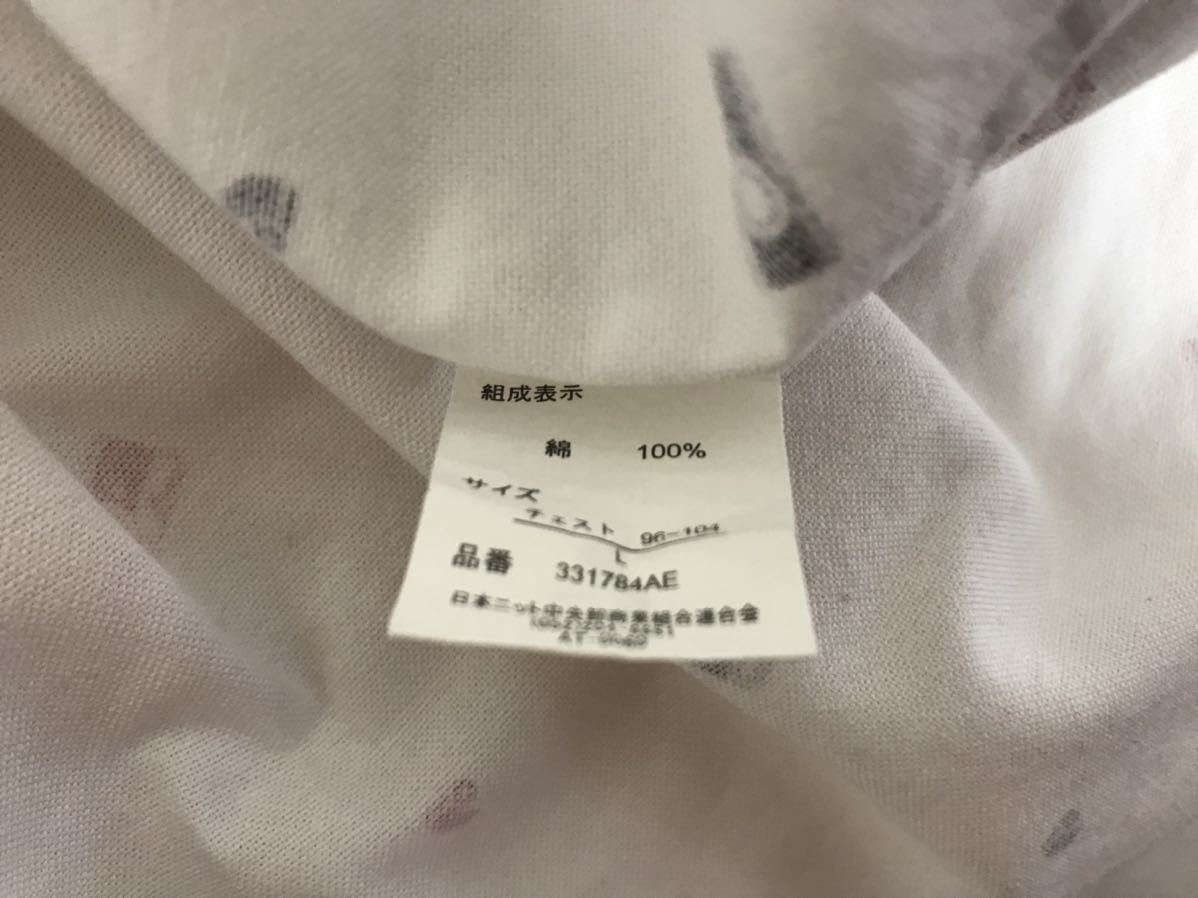 組成表示
綿 100%
サイズ
チェスト 96-104
L
品番 331784AE
日本ニット中央卸商業組合連合会